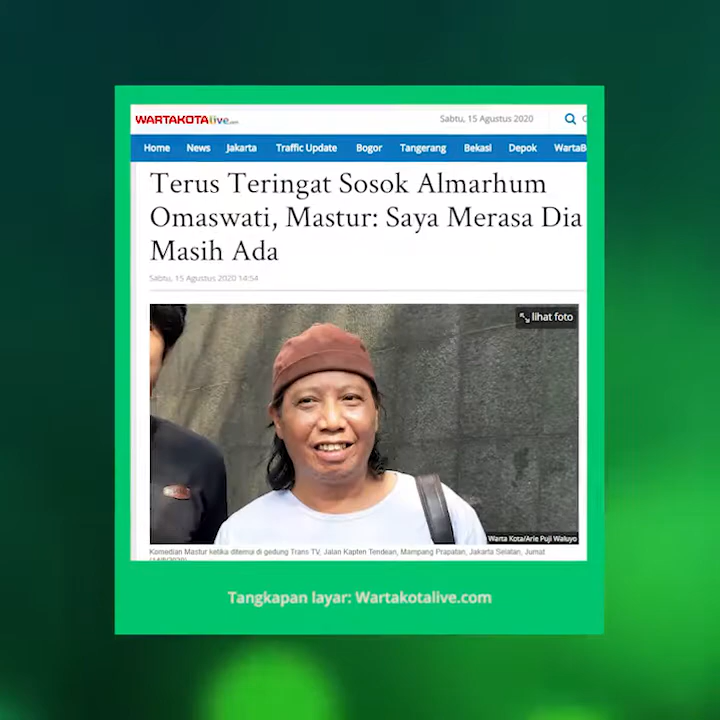 WARTAKOTAlive.com
Sabtu, 15 Agustus 2020
Home News Jakarta Traffic Update Bogor Tangerang Bekasi Depok WartaB
Terus Teringat Sosok Almarhum
Omaswati, Mastur: Saya Merasa Dia
Masih Ada
Sabtu, 15 Agustus 2020 14:54
lihat foto
Warta Kota/Arie Puji Waluyo
Komedian Mastur ketika ditemui di gedung Trans TV, Jalan Kapten Tendean, Mampang Prapatan, Jakarta Selatan, Jumat
Tangkapan layar: Wartakotalive.com